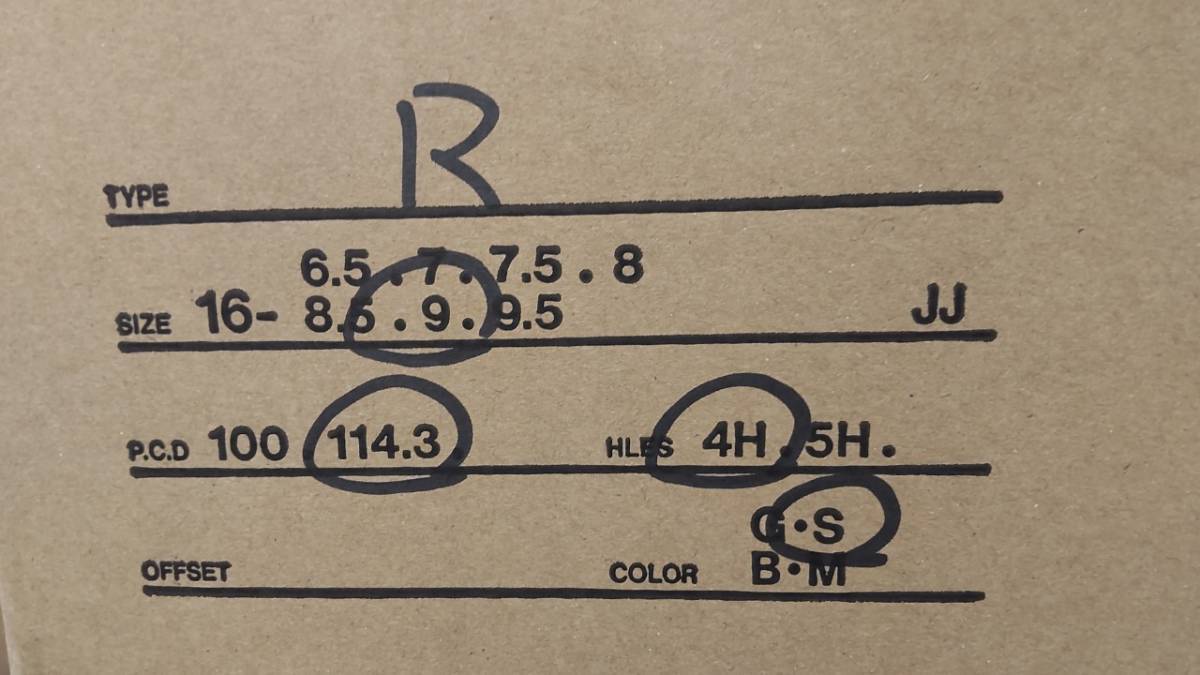 TYPE R
6.5 . 7 . 7.5 . 8
SIZE 16- 8.5 . 9 . 9.5 JJ
P.C.D 100 114.3 HLES 4H . 5H .
G·S
OFFSET COLOR B·M